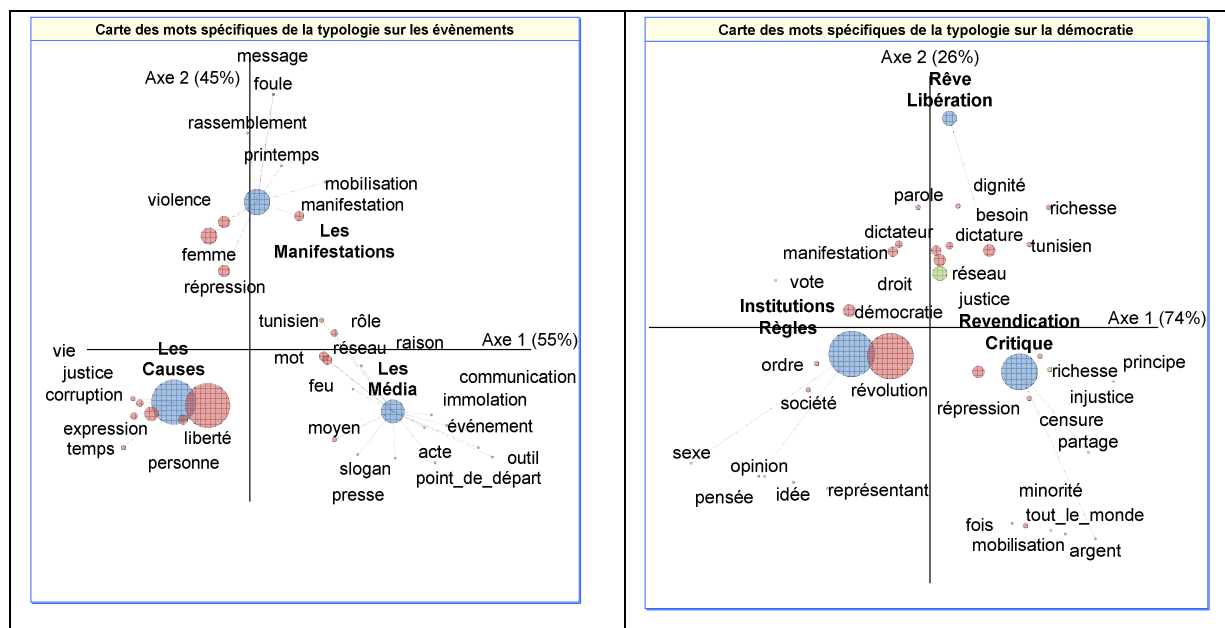 Carte des mots spécifiques de la typologie sur les évènements
message
Axe 2 (45%)
foule
rassemblement
printemps
mobilisation
violence
manifestation
Les
Manifestations
femme
répression
tunisien
rôle
raison
Axe 1 (55%)
réseau
mot
vie
Les
Causes
justice
corruption
Les
Média
communication
feu
immolation
expression
liberté
moyen
événement
temps
personne
acte
outil
slogan
point_de_départ
presse
Carte des mots spécifiques de la typologie sur la démocratie
Axe 2 (26%)
Rêve
Libération
parole
dignité
besoin
richesse
dictateur
dictature
manifestation
tunisien
réseau
vote
droit
justice
Institutions
Règles
démocratie
Axe 1 (74%)
Revendication
Critique
ordre
principe
richesse
révolution
société
répression
injustice
censure
partage
sexe
opinion
pensée
idée
représentant
minorité
tout_le_monde
fois
mobilisation
argent